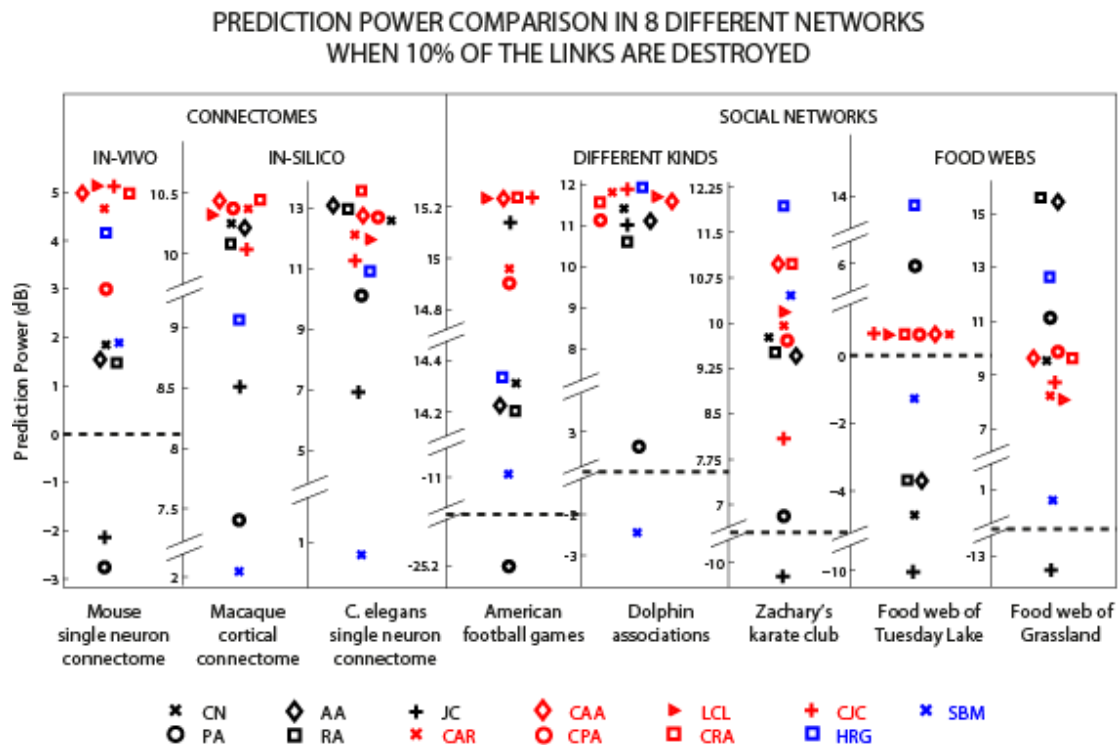 PREDICTION POWER COMPARISON IN 8 DIFFERENT NETWORKS
WHEN 10% OF THE LINKS ARE DESTROYED
CONNECTOMES
SOCIAL NETWORKS
IN-VIVO
IN-SILICO
DIFFERENT KINDS
FOOD WEBS
Prediction Power (dB)
5
4
3
2
1
0
−1
−2
−3
10.5
10
9
8.5
8
7.5
2
13
11
9
7
5
1
15.2
15
14.8
14.4
14.2
-11
-25.2
12
11
10
9
8
3
-2
-3
12.25
11.5
10.75
10
9.25
8.5
7.75
7
-10
14
6
0
−2
−4
−10
15
13
11
9
7
1
-13
Mouse
single neuron
connectome
Macaque
cortical
connectome
C. elegans
single neuron
connectome
American
football games
Dolphin
associations
Zachary's
karate club
Food web of
Tuesday Lake
Food web of
Grassland
CN AA JC CAA LCL CJC SBM
PA RA CAR CPA CRA HRG